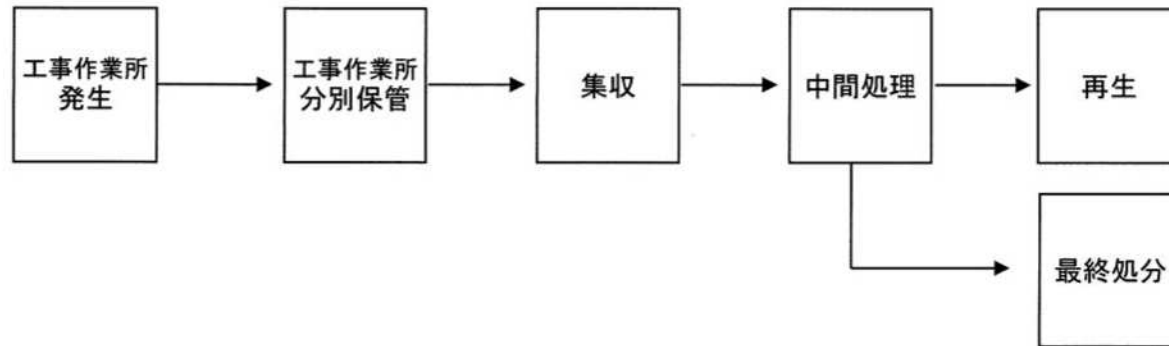 工事作業所
発生
工事作業所
分別保管
集収
中間処理
再生
最終処分